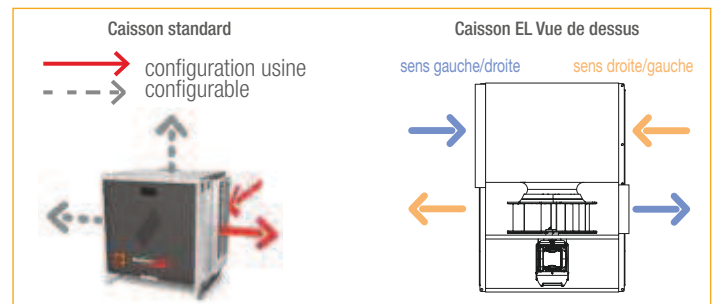 Caisson standard
configuration usine
configurable
Caisson EL Vue de dessus
sens gauche/droite
sens droite/gauche